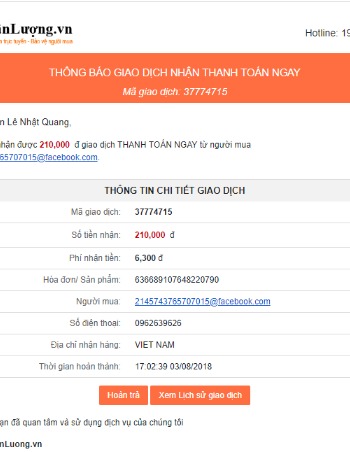 inLượng.vn
n trực tuyến - Bảo vệ người mua
Hotline: 19
THÔNG BÁO GIAO DỊCH NHẬN THANH TOÁN NGAY
Mã giao dịch: 37774715
n Lê Nhật Quang,
hận được 210,000 đ giao dịch THANH TOÁN NGAY từ người mua
765707015@facebook.com.
THÔNG TIN CHI TIẾT GIAO DỊCH
Mã giao dịch: 37774715
Số tiền nhận: 210,000 đ
Phí nhận tiền: 6,300 đ
Hóa đơn/ Sản phẩm: 636689107648220790
Người mua: 2145743765707015@facebook.com
Số điện thoại: 0962639626
Địa chỉ nhận hàng: VIET NAM
Thời gian hoàn thành: 17:02:39 03/08/2018
Hoàn trả Xem Lịch sử giao dịch
ạn đã quan tâm và sử dụng dịch vụ của chúng tôi
nLuong.vn